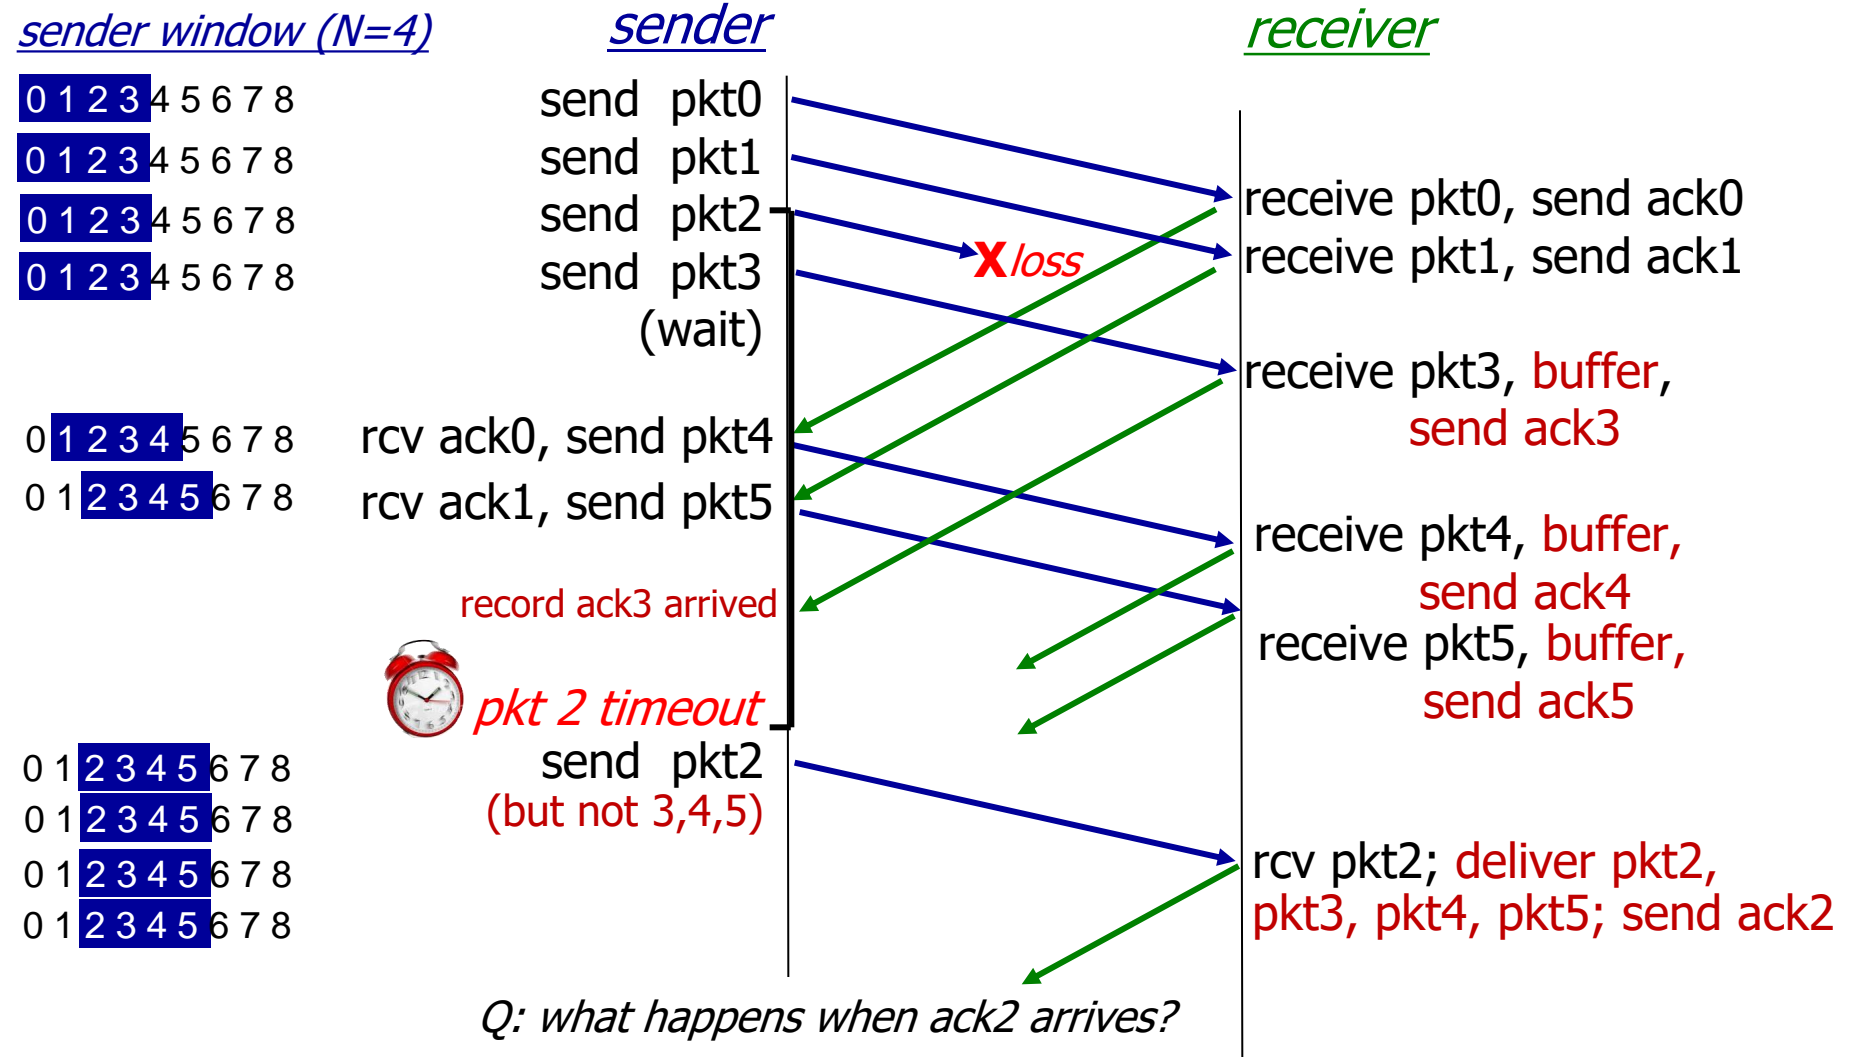 sender window (N=4)
sender
receiver
0 1 2 3 4 5 6 7 8
send pkt0
0 1 2 3 4 5 6 7 8
send pkt1
receive pkt0, send ack0
0 1 2 3 4 5 6 7 8
send pkt2
X loss
receive pkt1, send ack1
0 1 2 3 4 5 6 7 8
send pkt3
(wait)
receive pkt3, buffer,
send ack3
0 1 2 3 4 5 6 7 8
rcv ack0, send pkt4
0 1 2 3 4 5 6 7 8
rcv ack1, send pkt5
receive pkt4, buffer,
send ack4
record ack3 arrived
receive pkt5, buffer,
send ack5
pkt 2 timeout
0 1 2 3 4 5 6 7 8
send pkt2
0 1 2 3 4 5 6 7 8
(but not 3,4,5)
0 1 2 3 4 5 6 7 8
rcv pkt2; deliver pkt2,
0 1 2 3 4 5 6 7 8
pkt3, pkt4, pkt5; send ack2
Q: what happens when ack2 arrives?